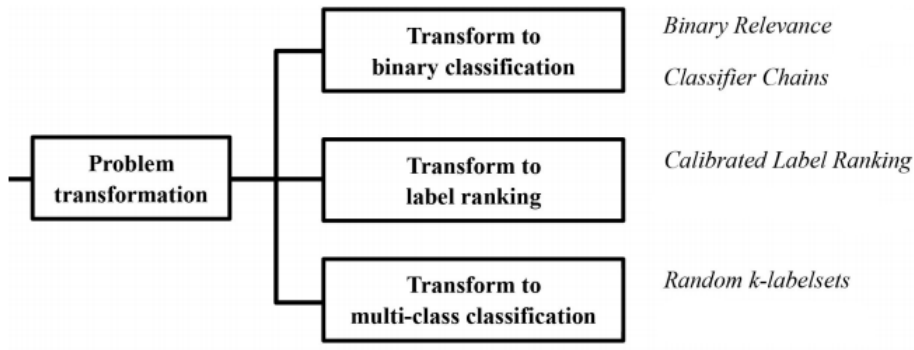 Problem
transformation
Transform to
binary classification
Binary Relevance
Classifier Chains
Transform to
label ranking
Calibrated Label Ranking
Transform to
multi-class classification
Random k-labelsets